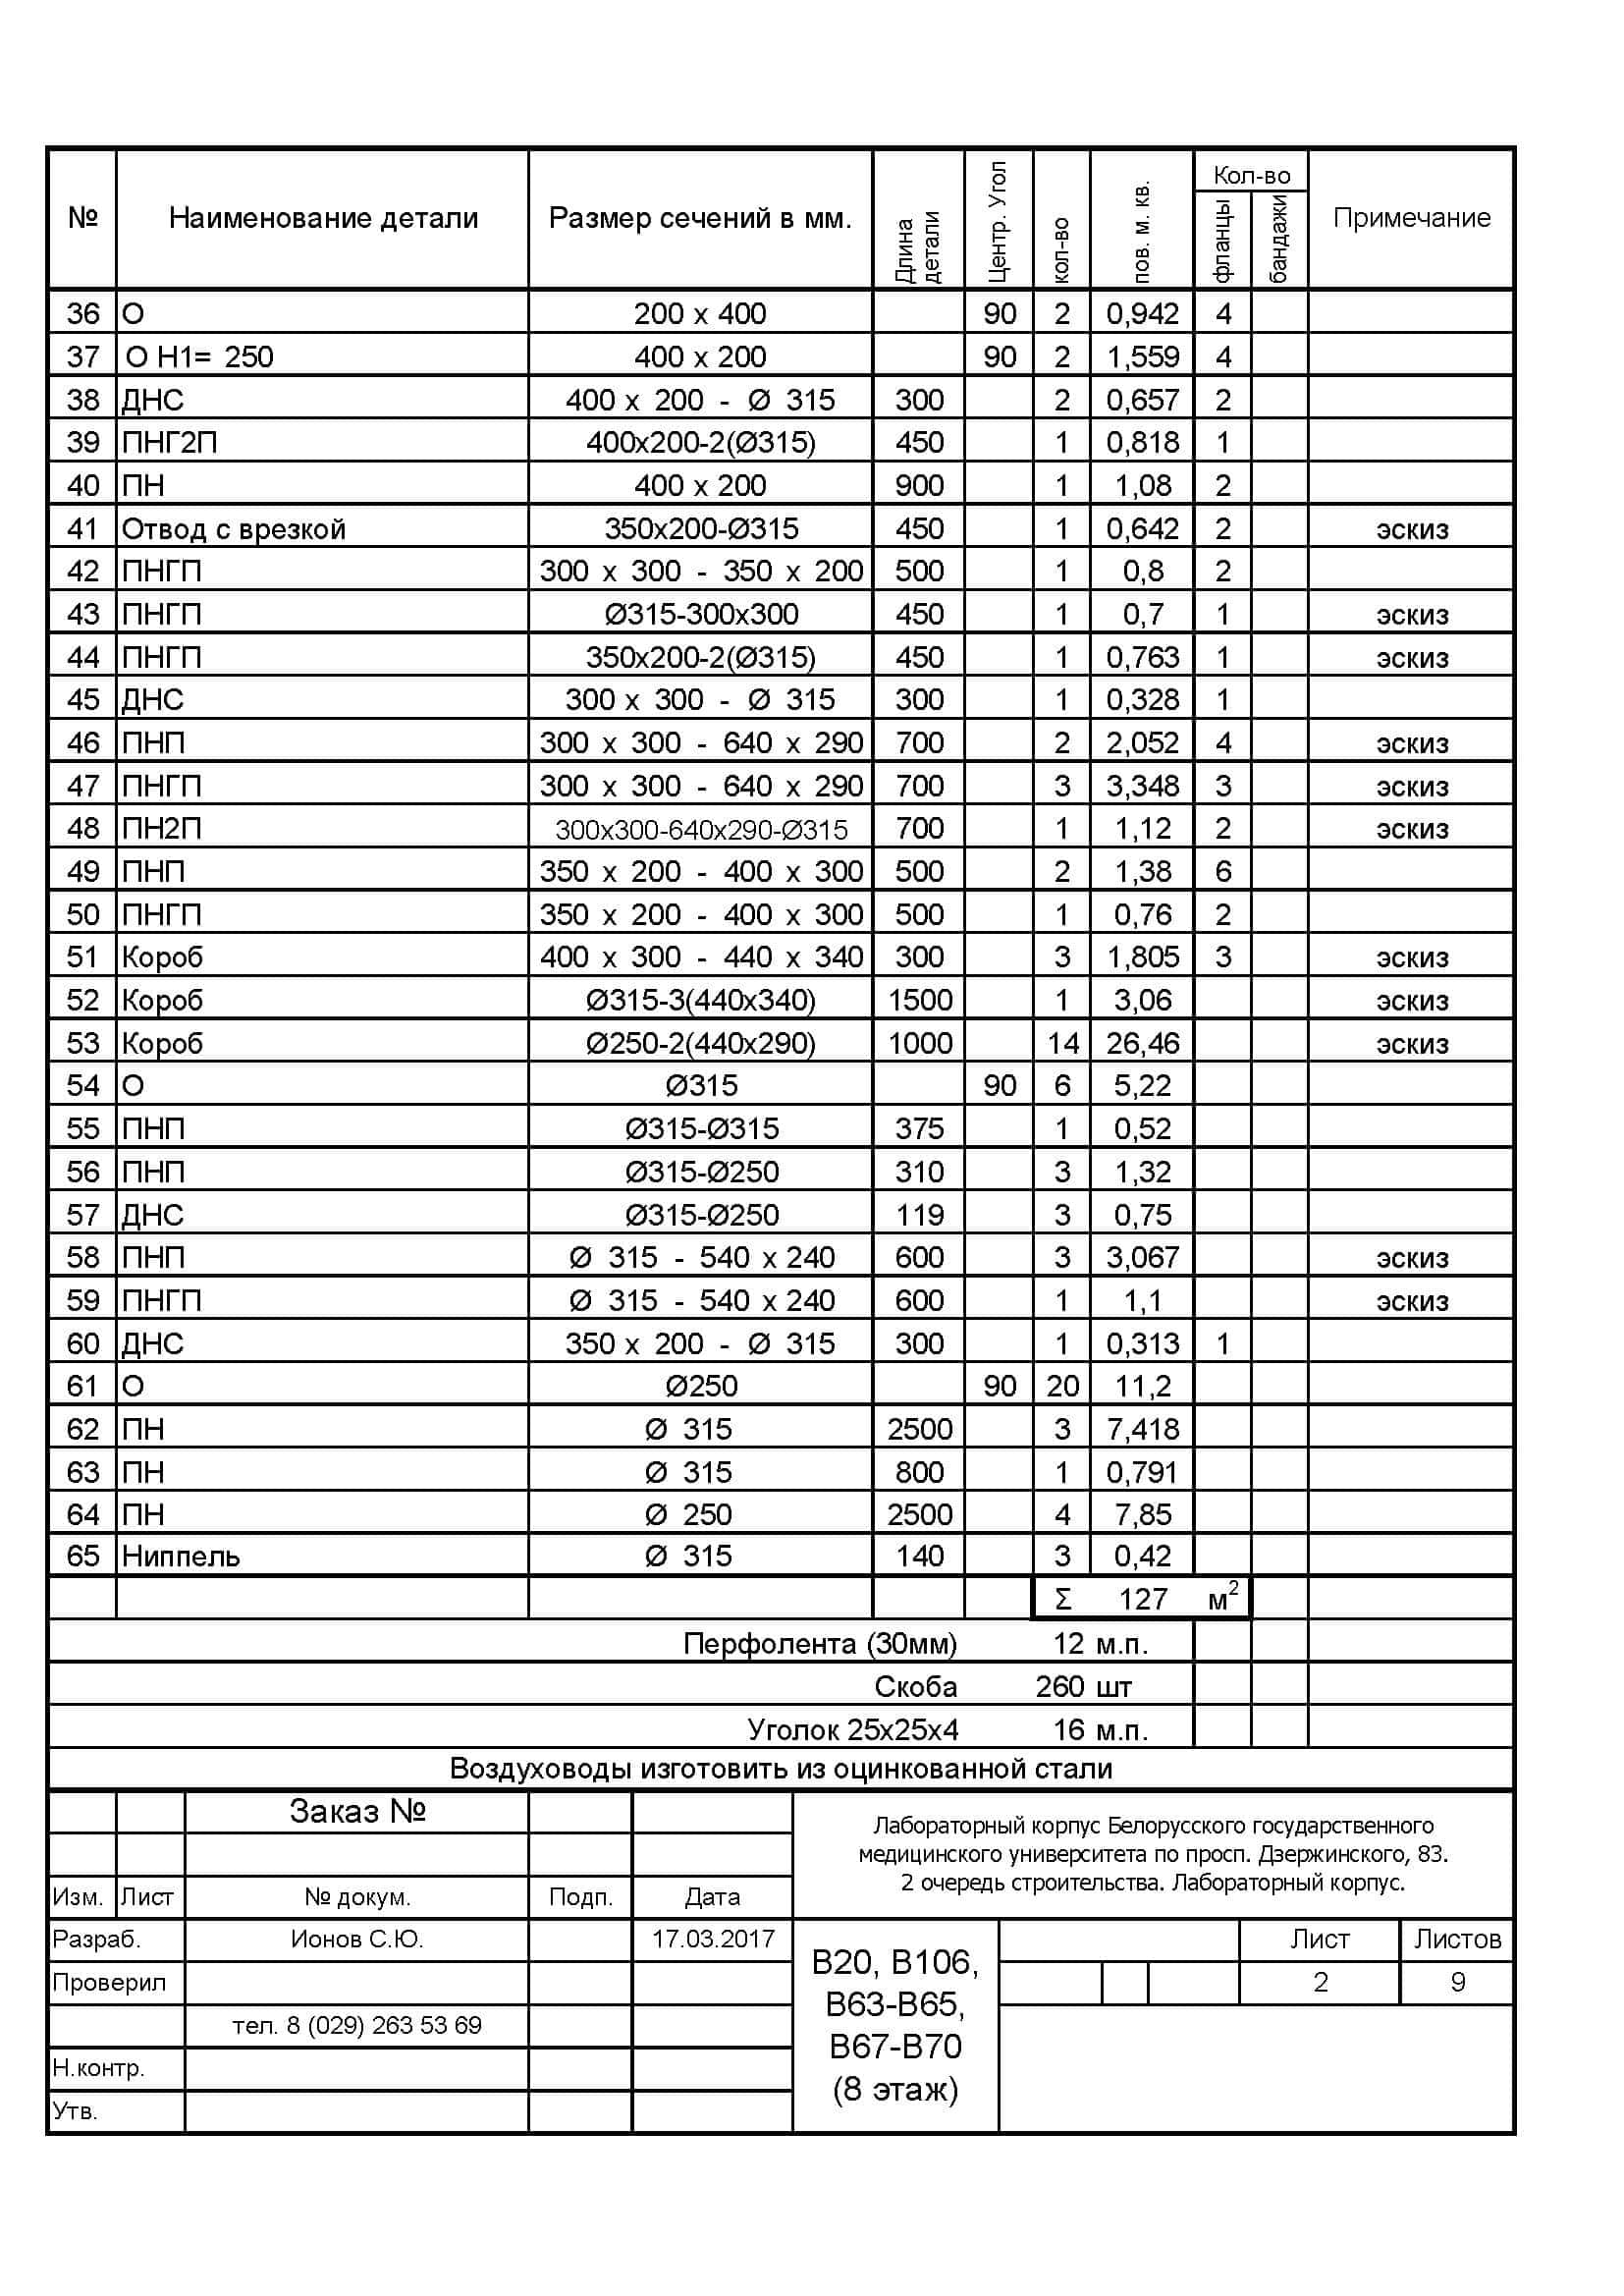 № Наименование детали Размер сечений в мм. Длина детали Центр. Угол кол-во пов. м. кв. Кол-во фланцы бандажи Примечание
36 О 200 х 400 90 2 0,942 4
37 О Н1= 250 400 х 200 90 2 1,559 4
38 ДНС 400 х 200 - Ø 315 300 2 0,657 2
39 ПНГ2П 400х200-2(Ø315) 450 1 0,818 1
40 ПН 400 х 200 900 1 1,08 2
41 Отвод с врезкой 350х200-Ø315 450 1 0,642 2 эскиз
42 ПНГП 300 х 300 - 350 х 200 500 1 0,8 2
43 ПНГП Ø315-300х300 450 1 0,7 1 эскиз
44 ПНГП 350х200-2(Ø315) 450 1 0,763 1 эскиз
45 ДНС 300 х 300 - Ø 315 300 1 0,328 1
46 ПНП 300 х 300 - 640 х 290 700 2 2,052 4 эскиз
47 ПНГП 300 х 300 - 640 х 290 700 3 3,348 3 эскиз
48 ПН2П 300х300-640х290-Ø315 700 1 1,12 2 эскиз
49 ПНП 350 х 200 - 400 х 300 500 2 1,38 6
50 ПНГП 350 х 200 - 400 х 300 500 1 0,76 2
51 Короб 400 х 300 - 440 х 340 300 3 1,805 3 эскиз
52 Короб Ø315-3(440х340) 1500 1 3,06 эскиз
53 Короб Ø250-2(440х290) 1000 14 26,46 эскиз
54 О Ø315 90 6 5,22
55 ПНП Ø315-Ø315 375 1 0,52
56 ПНП Ø315-Ø250 310 3 1,32
57 ДНС Ø315-Ø250 119 3 0,75
58 ПНП Ø 315 - 540 х 240 600 3 3,067 эскиз
59 ПНГП Ø 315 - 540 х 240 600 1 1,1 эскиз
60 ДНС 350 х 200 - Ø 315 300 1 0,313 1
61 О Ø250 90 20 11,2
62 ПН Ø 315 2500 3 7,418
63 ПН Ø 315 800 1 0,791
64 ПН Ø 250 2500 4 7,85
65 Ниппель Ø 315 140 3 0,42
Σ 127 м²
Перфолента (30мм) 12 м.п.
Скоба 260 шт
Уголок 25х25х4 16 м.п.
Воздуховоды изготовить из оцинкованной стали
Заказ №
Лабораторный корпус Белорусского государственного
медицинского университета по просп. Дзержинского, 83.
2 очередь строительства. Лабораторный корпус.
Изм. Лист № докум. Подп. Дата
Разраб. Ионов С.Ю. 17.03.2017
Проверил
тел. 8 (029) 263 53 69
Н.контр.
Утв.
В20, В106,
В63-В65,
В67-В70
(8 этаж)
Лист Листов
2 9